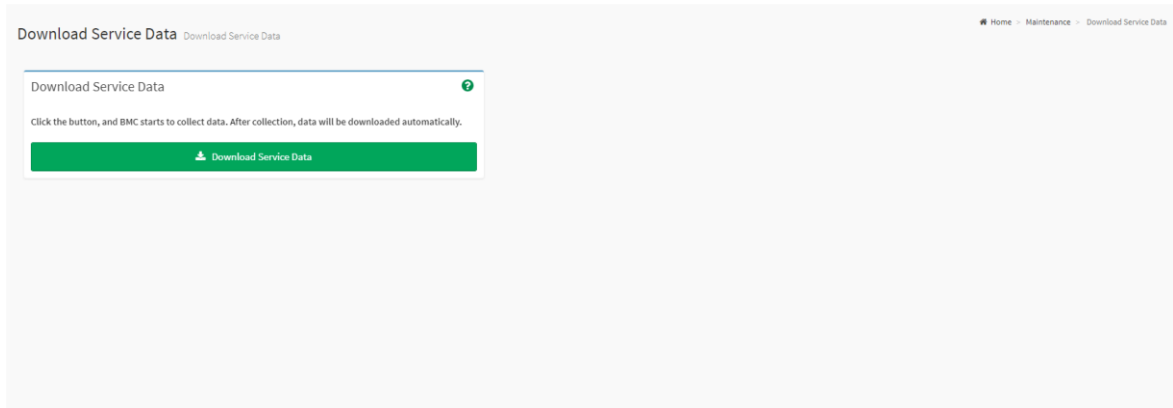 Download Service Data Download Service Data
Home > Maintenance > Download Service Data
Download Service Data
Click the button, and BMC starts to collect data. After collection, data will be downloaded automatically.
Download Service Data